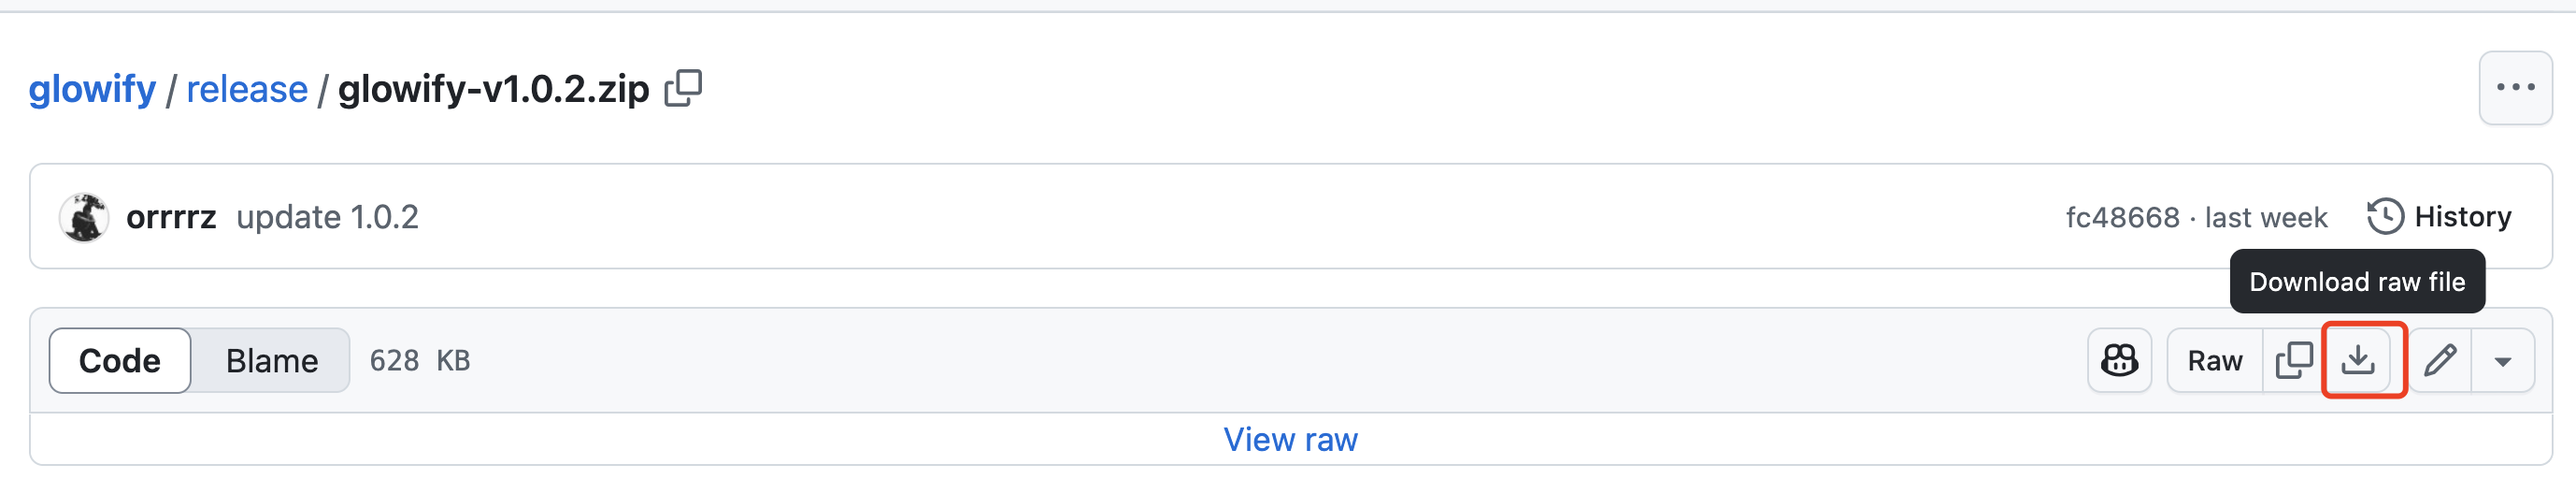 glowify / release / glowify-v1.0.2.zip
orrrrz update 1.0.2
fc48668 · last week History
Download raw file
Code Blame 628 KB
Raw
View raw